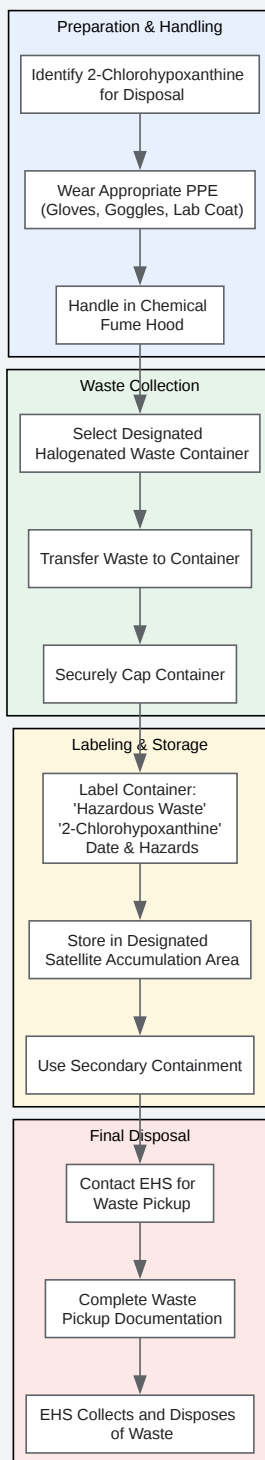 Preparation & Handling
Identify 2-Chlorohypoxanthine
for Disposal
Wear Appropriate PPE
(Gloves, Goggles, Lab Coat)
Handle in Chemical
Fume Hood
Waste Collection
Select Designated
Halogenated Waste Container
Transfer Waste to Container
Securely Cap Container
Labeling & Storage
Label Container:
'Hazardous Waste'
'2-Chlorohypoxanthine'
Date & Hazards
Store in Designated
Satellite Accumulation Area
Use Secondary Containment
Final Disposal
Contact EHS for
Waste Pickup
Complete Waste
Pickup Documentation
EHS Collects and Disposes
of Waste